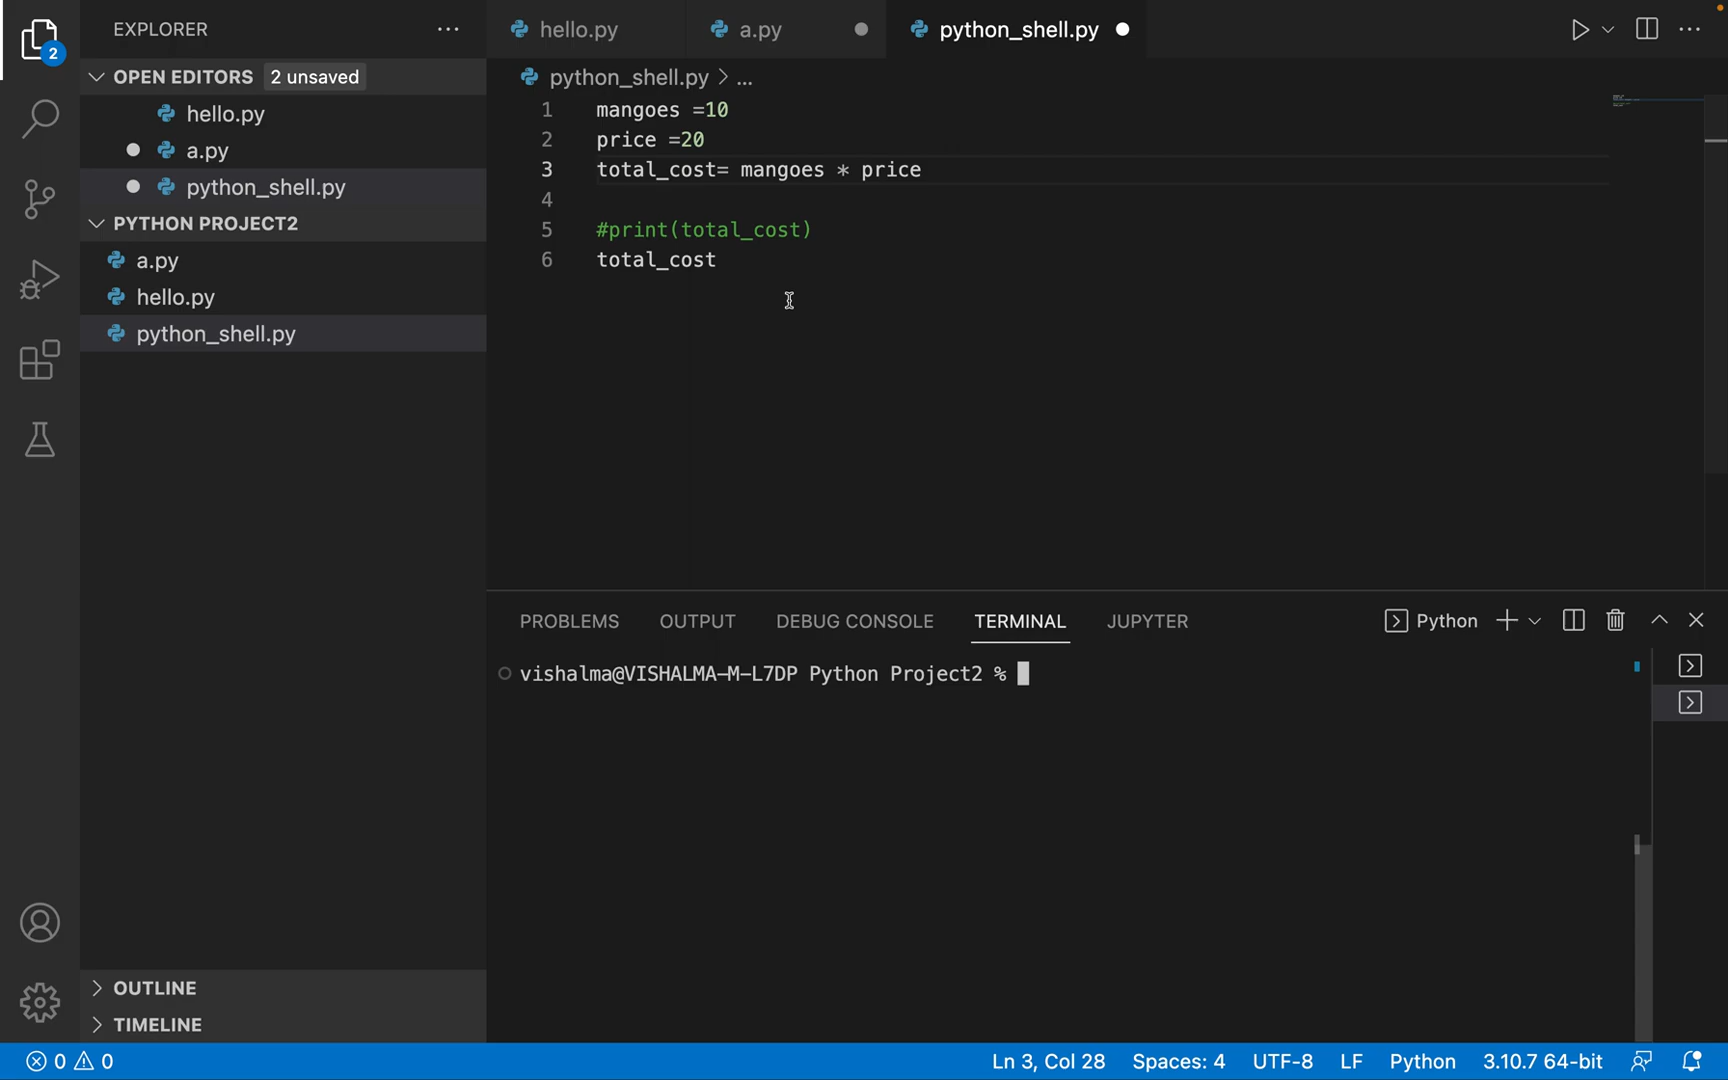 EXPLORER
hello.py
a.py
python_shell.py
OPEN EDITORS
2 unsaved
hello.py
a.py
python_shell.py
PYTHON PROJECT2
a.py
hello.py
python_shell.py
2
python_shell.py > ...
1 mangoes =10
2 price =20
3 total_cost= mangoes * price
4
5 #print(total_cost)
6 total_cost
PROBLEMS
OUTPUT
DEBUG CONSOLE
TERMINAL
JUPYTER
Python
vishalma@VISHALMA-M-L7DP Python Project2 %
OUTLINE
TIMELINE
0
0
Ln 3, Col 28
Spaces: 4
UTF-8
LF
Python
3.10.7 64-bit